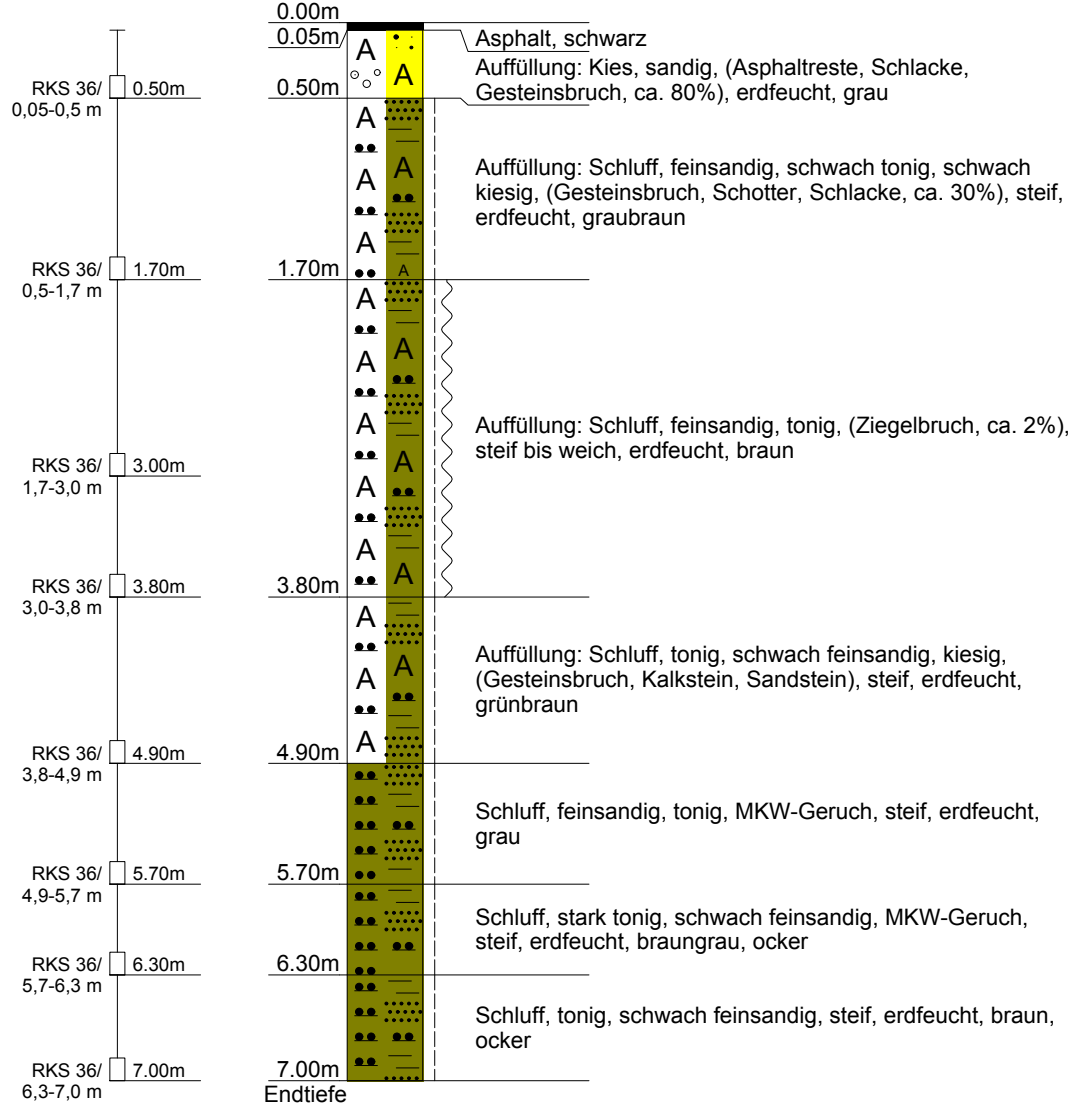 0.00m
0.05m
Asphalt, schwarz
A
A
Auffüllung: Kies, sandig, (Asphaltreste, Schlacke,
Gesteinsbruch, ca. 80%), erdfeucht, grau
RKS 36/
0,05-0,5 m
0.50m
0.50m
A
A
A
A
A
Auffüllung: Schluff, feinsandig, schwach tonig, schwach
kiesig, (Gesteinsbruch, Schotter, Schlacke, ca. 30%), steif,
erdfeucht, graubraun
RKS 36/
0,5-1,7 m
1.70m
1.70m
A
A
A
A
A
A
A
A
Auffüllung: Schluff, feinsandig, tonig, (Ziegelbruch, ca. 2%),
steif bis weich, erdfeucht, braun
RKS 36/
1,7-3,0 m
3.00m
RKS 36/
3,0-3,8 m
3.80m
3.80m
A
A
A
A
Auffüllung: Schluff, tonig, schwach feinsandig, kiesig,
(Gesteinsbruch, Kalkstein, Sandstein), steif, erdfeucht,
grünbraun
RKS 36/
3,8-4,9 m
4.90m
4.90m
Schluff, feinsandig, tonig, MKW-Geruch, steif, erdfeucht,
grau
RKS 36/
4,9-5,7 m
5.70m
5.70m
Schluff, stark tonig, schwach feinsandig, MKW-Geruch,
steif, erdfeucht, braungrau, ocker
RKS 36/
5,7-6,3 m
6.30m
6.30m
Schluff, tonig, schwach feinsandig, steif, erdfeucht, braun,
ocker
RKS 36/
6,3-7,0 m
7.00m
7.00m
Endtiefe